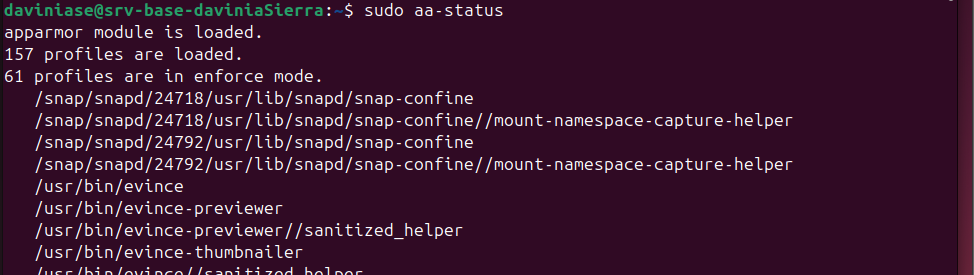 daviniase@srv-base-daviniaSierra:~$ sudo aa-status
apparmor module is loaded.
157 profiles are loaded.
61 profiles are in enforce mode.
/snap/snapd/24718/usr/lib/snapd/snap-confine
/snap/snapd/24718/usr/lib/snapd/snap-confine//mount-namespace-capture-helper
/snap/snapd/24792/usr/lib/snapd/snap-confine
/snap/snapd/24792/usr/lib/snapd/snap-confine//mount-namespace-capture-helper
/usr/bin/evince
/usr/bin/evince-previewer
/usr/bin/evince-previewer//sanitized_helper
/usr/bin/evince-thumbnailer
/usr/bin/evince//sanitized_helper